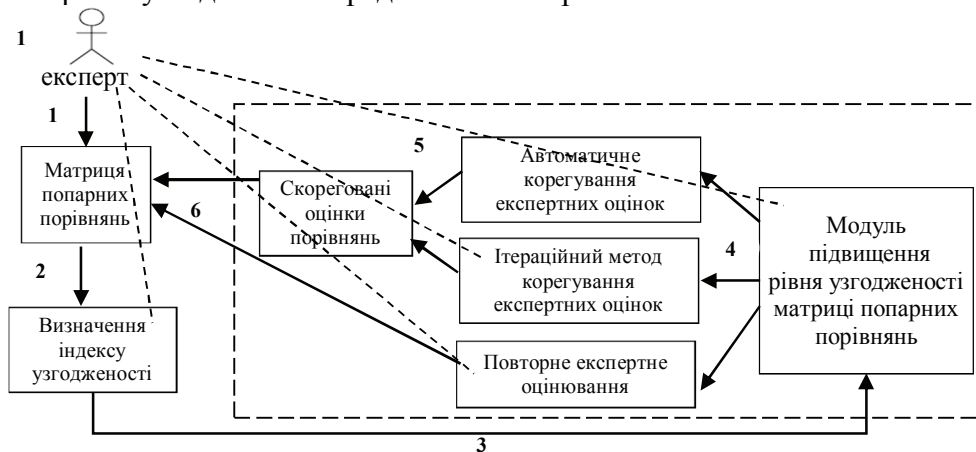 1
експерт
1
5
Матриця
попарних
порівнянь
Скореговані
оцінки
порівнянь
Автоматичне
корегування
експертних оцінок
Модуль
підвищення
рівня узгодженості
матриці попарних
порівнянь
6
4
Ітераційний метод
корегування
експертних оцінок
2
Визначення
індексу
узгодженості
Повторне експертне
оцінювання
3